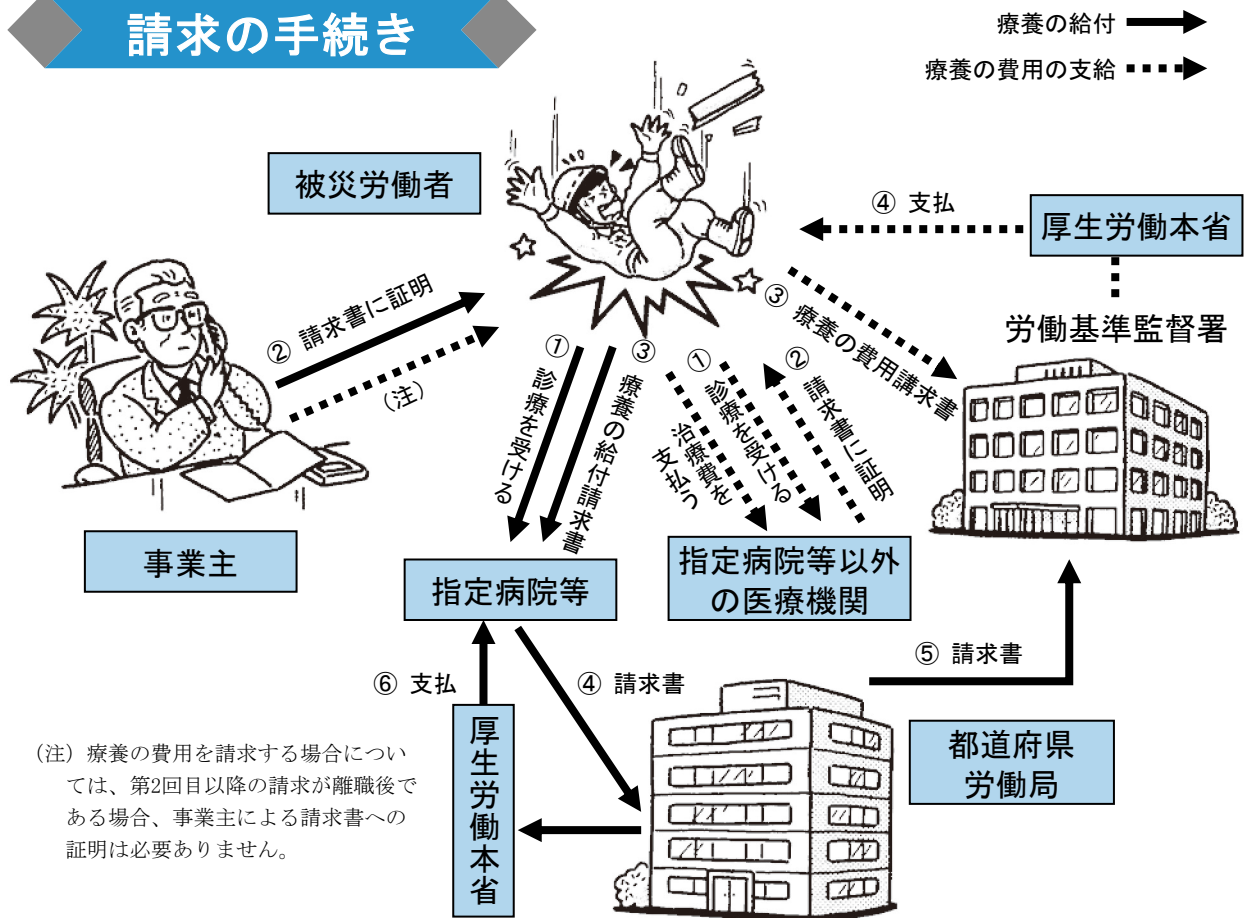 請求の手続き
療養の給付
療養の費用の支給
被災労働者
④ 支払
厚生労働本省
② 請求書に証明
(注)
③ 療養の費用請求書
労働基準監督署
① 診療を受ける
③ 療養の給付請求書
治療費を
支払う
① 診療を受ける
② 請求書に証明
事業主
指定病院等
指定病院等以外
の医療機関
⑥ 支払
④ 請求書
⑤ 請求書
厚生労働本省
都道府県
労働局
(注)療養の費用を請求する場合につい
ては、第2回目以降の請求が離職後で
ある場合、事業主による請求書への
証明は必要ありません。